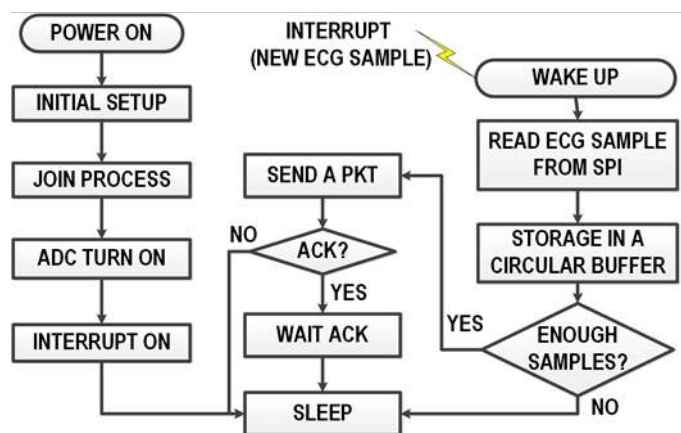 POWER ON
INITIAL SETUP
JOIN PROCESS
ADC TURN ON
INTERRUPT ON
INTERRUPT
(NEW ECG SAMPLE)
WAKE UP
READ ECG SAMPLE
FROM SPI
STORAGE IN A
CIRCULAR BUFFER
ENOUGH
SAMPLES?
YES
NO
SEND A PKT
ACK?
NO
YES
WAIT ACK
SLEEP